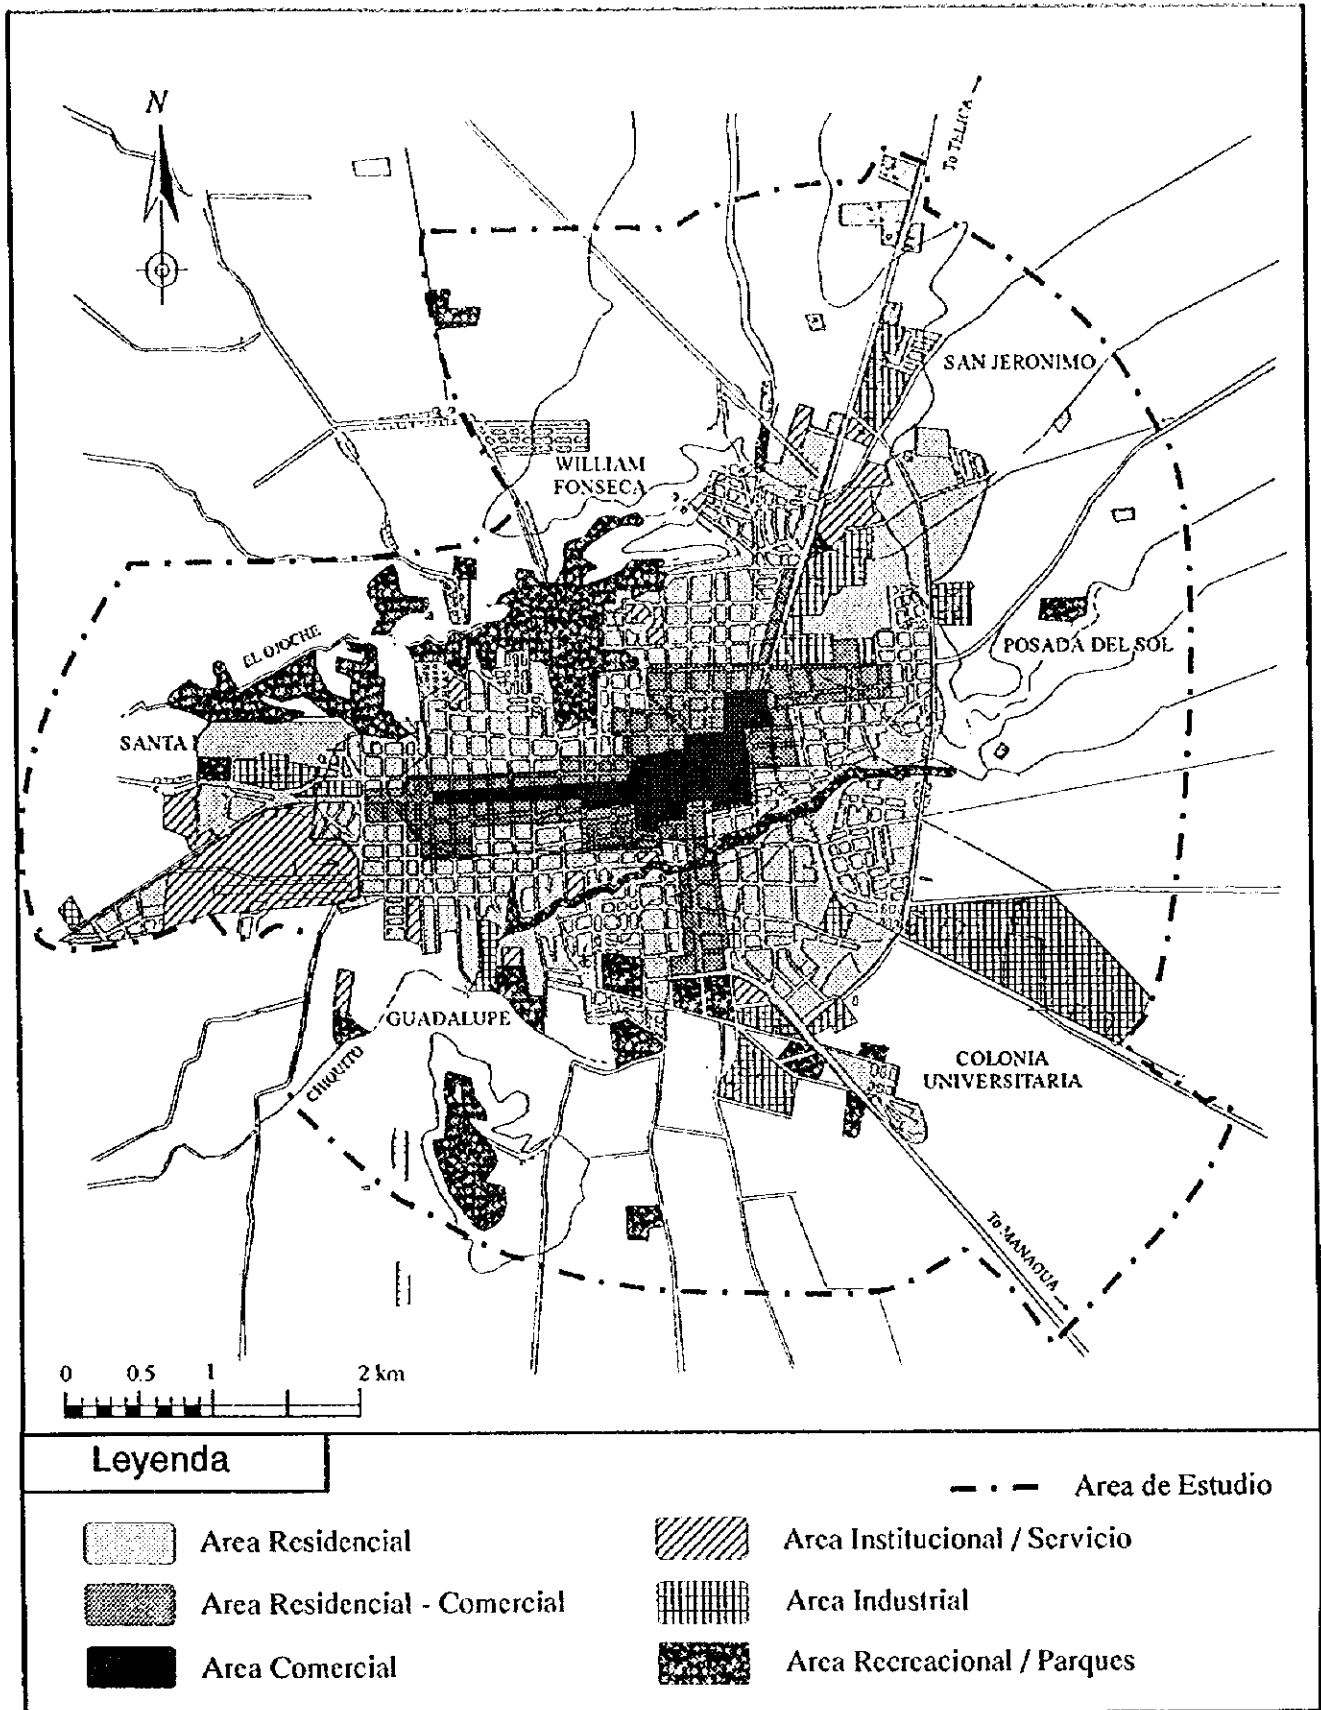 N
To TELICA
SAN JERONIMO
WILLIAM
FONSECA
POSADA DEL SOL
EL OJOCHE
SANTA
GUADALUPE
CHIQUITO
COLONIA
UNIVERSITARIA
To MANAGUA
0 0.5 1 2 km
Leyenda
Area de Estudio
Area Residencial
Area Institucional / Servicio
Area Residencial - Comercial
Area Industrial
Area Comercial
Area Recreacional / Parques